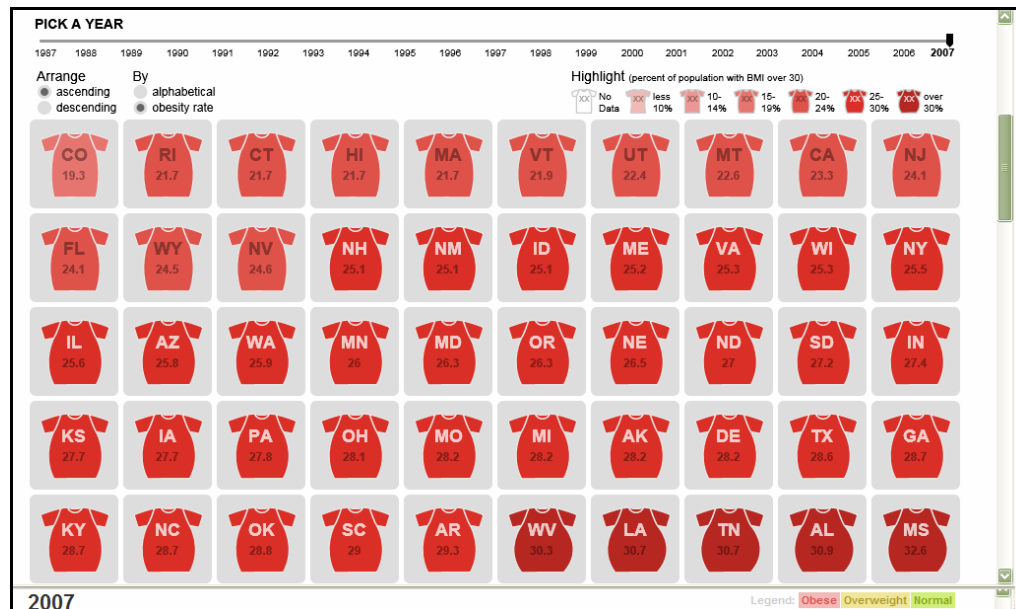 PICK A YEAR
1987 1988 1989 1990 1991 1992 1993 1994 1995 1996 1997 1998 1999 2000 2001 2002 2003 2004 2005 2006 2007
Arrange By Highlight (percent of population with BMI over 30)
ascending alphabetical
descending obesity rate
XX No Data XX less 10% XX 10-14% XX 15-19% XX 20-24% XX 25-30% XX over 30%
CO RI CT HI MA VT UT MT CA NJ
19.3 21.7 21.7 21.7 21.7 21.9 22.4 22.6 23.3 24.1
FL WY NV NH NM ID ME VA WI NY
24.1 24.5 24.6 25.1 25.1 25.1 25.2 25.3 25.3 25.5
IL AZ WA MN MD OR NE ND SD IN
25.6 25.8 25.9 26 26.3 26.3 26.5 27 27.2 27.4
KS IA PA OH MO MI AK DE TX GA
27.7 27.7 27.8 28.1 28.2 28.2 28.2 28.2 28.6 28.7
KY NC OK SC AR WV LA TN AL MS
28.7 28.7 28.8 29 29.3 30.3 30.7 30.7 30.9 32.6
2007 Legend: Obese Overweight Normal